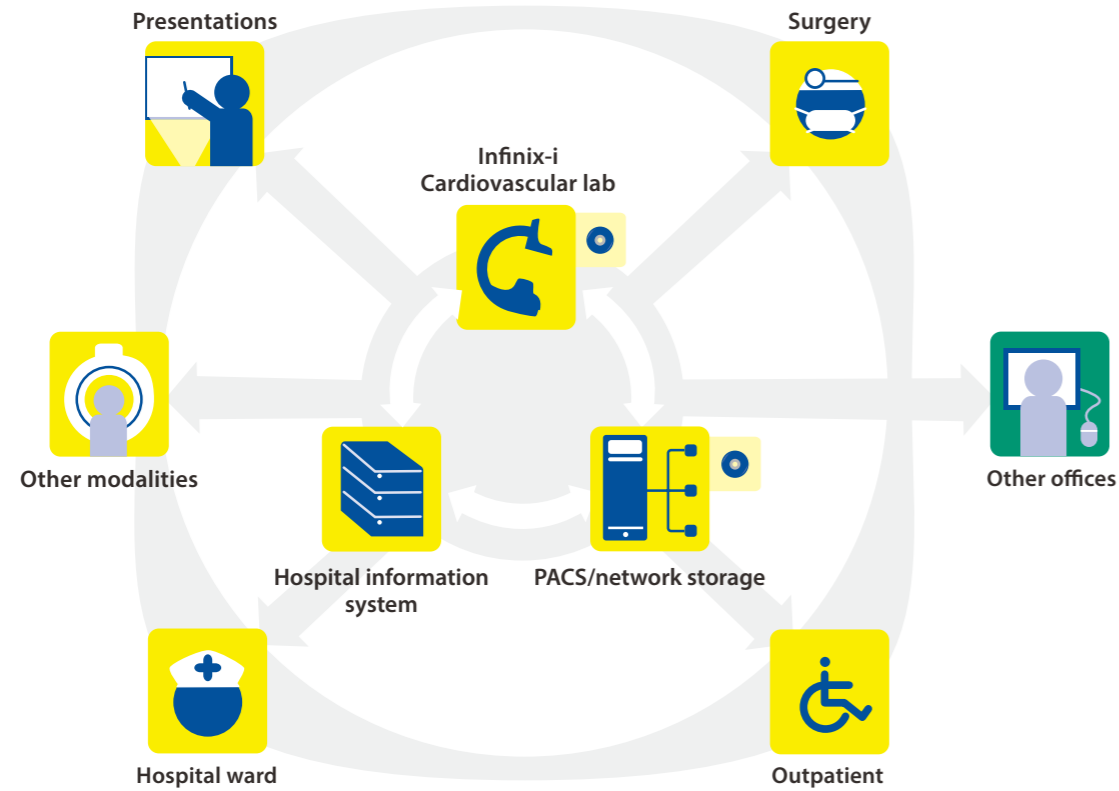 Presentations
Surgery
Infinix-i
Cardiovascular lab
Other modalities
Other offices
Hospital information
system
PACS/network storage
Hospital ward
Outpatient